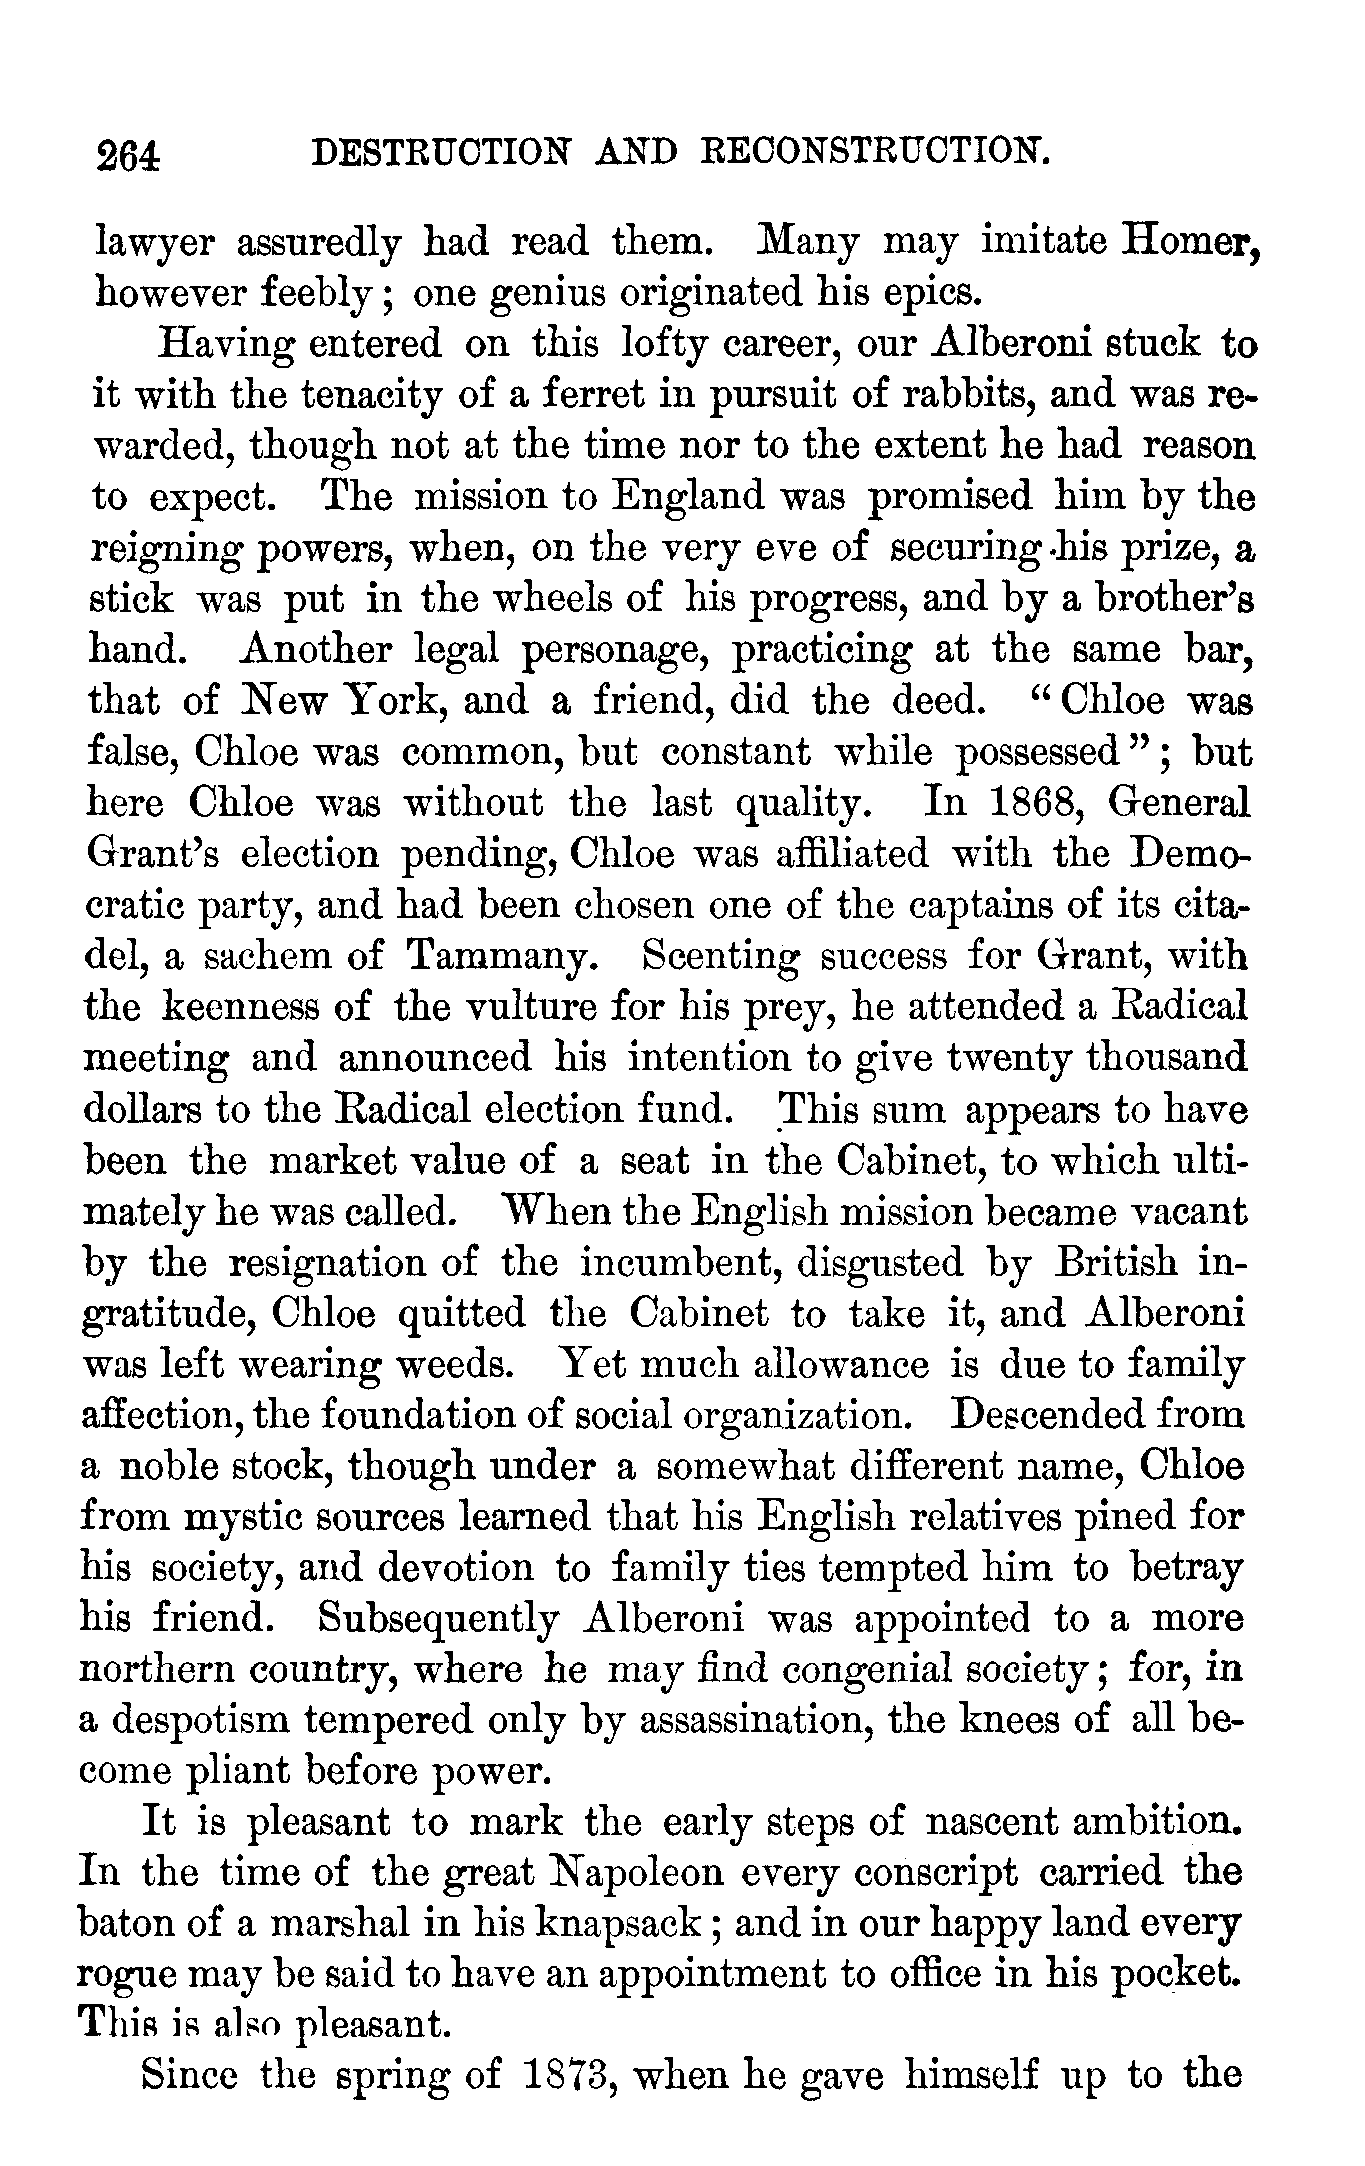 264 DESTRUCTION AND RECONSTRUCTION.
lawyer assuredly had read them. Many may imitate Homer,
however feebly ; one genius originated his epics.
Having entered on this lofty career, our Alberoni stuck to
it with the tenacity of a ferret in pursuit of rabbits, and was re-
warded, though not at the time nor to the extent he had reason
to expect. The mission to England was promised him by the
reigning powers, when, on the very eve of securing his prize, a
stick was put in the wheels of his progress, and by a brother's
hand. Another legal personage, practicing at the same bar,
that of New York, and a friend, did the deed. “ Chloe was
false, Chloe was common, but constant while possessed ” ; but
here Chloe was without the last quality. In 1868, General
Grant's election pending, Chloe was affiliated with the Demo-
cratic party, and had been chosen one of the captains of its cita-
del, a sachem of Tammany. Scenting success for Grant, with
the keenness of the vulture for his prey, he attended a Radical
meeting and announced his intention to give twenty thousand
dollars to the Radical election fund. This sum appears to have
been the market value of a seat in the Cabinet, to which ulti-
mately he was called. When the English mission became vacant
by the resignation of the incumbent, disgusted by British in-
gratitude, Chloe quitted the Cabinet to take it, and Alberoni
was left wearing weeds. Yet much allowance is due to family
affection, the foundation of social organization. Descended from
a noble stock, though under a somewhat different name, Chloe
from mystic sources learned that his English relatives pined for
his society, and devotion to family ties tempted him to betray
his friend. Subsequently Alberoni was appointed to a more
northern country, where he may find congenial society ; for, in
a despotism tempered only by assassination, the knees of all be-
come pliant before power.
It is pleasant to mark the early steps of nascent ambition.
In the time of the great Napoleon every conscript carried the
baton of a marshal in his knapsack ; and in our happy land every
rogue may be said to have an appointment to office in his pocket.
This is also pleasant.
Since the spring of 1873, when he gave himself up to the